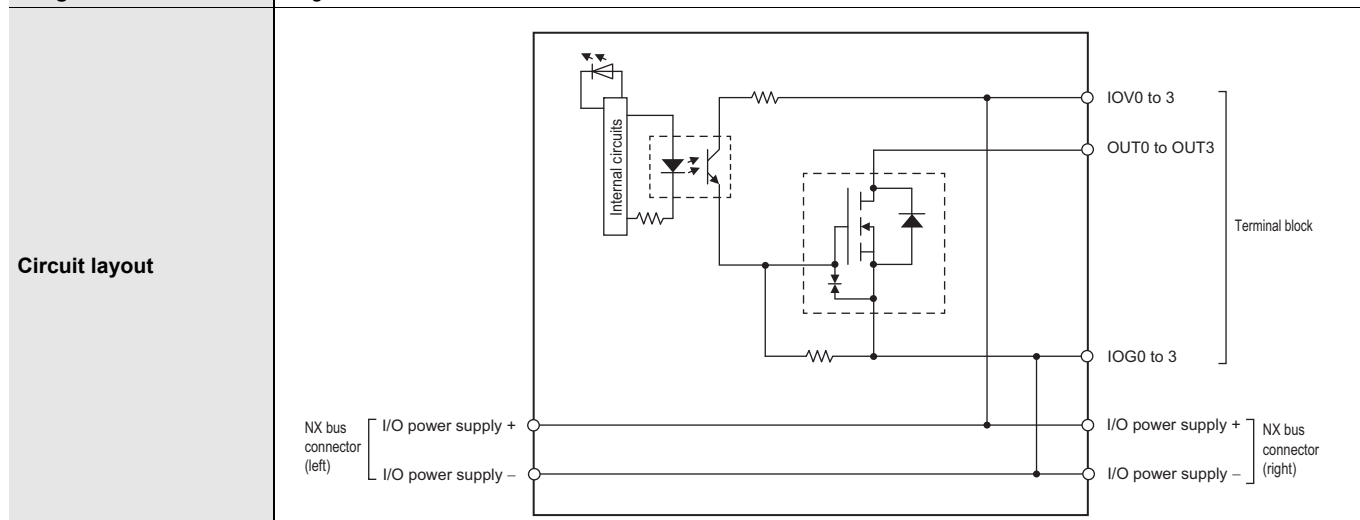 Circuit layout
Internal circuits
IOV0 to 3
OUT0 to OUT3
Terminal block
IOG0 to 3
NX bus
connector
(left)
I/O power supply +
I/O power supply –
I/O power supply +
I/O power supply –
NX bus
connector
(right)